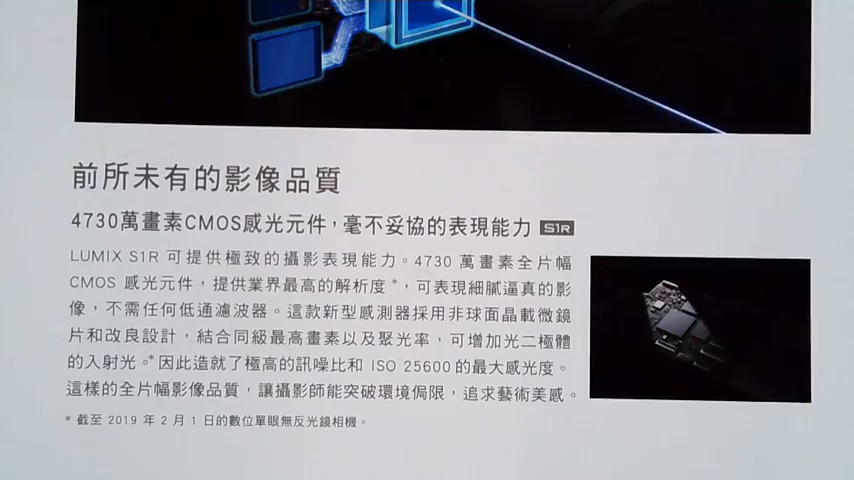 前所未有的影像品質
4730萬畫素CMOS感光元件，毫不妥協的表現能力 S1R
LUMIX S1R 可提供極致的攝影表現能力。4730 萬畫素全片幅
CMOS 感光元件，提供業界最高的解析度*，可表現細膩逼真的影
像，不需任何低通濾波器。這款新型感測器採用非球面晶載微鏡
片和改良設計，結合同級最高畫素以及聚光率，可增加光二極體
的入射光。*因此造就了極高的訊噪比和 ISO 25600的最大感光度。
這樣的全片幅影像品質，讓攝影師能突破環境侷限，追求藝術美感。
* 截至 2019 年 2 月 1 日的數位單眼無反光鏡相機。